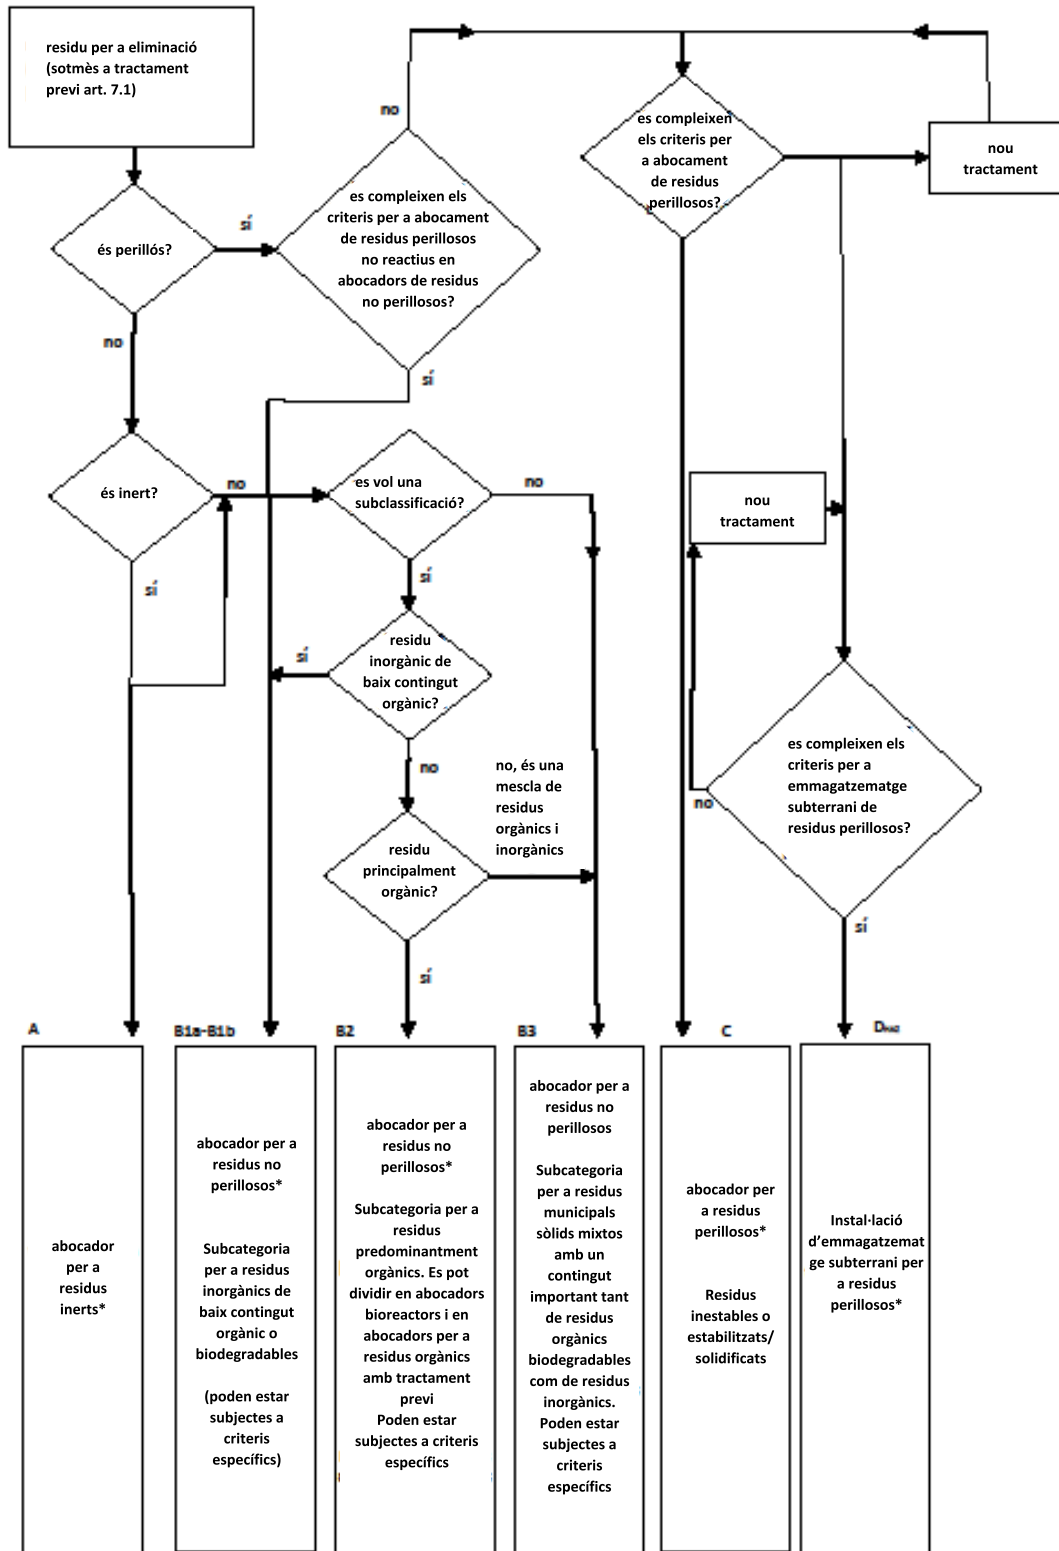 residu per a eliminació
(sotmès a tractament
previ art. 7.1)
és perillós?
sí
no
no
es compleixen els
criteris per a abocament
de residus perillosos
no reactius en
abocadors de residus
no perillosos?
sí
es compleixen
els criteris per
a abocament
de residus
perillosos?
nou
tractament
és inert?
no
sí
es vol una
subclassificació?
no
sí
residu
inorgànic de
baix contingut
orgànic?
sí
no
residu
principalment
orgànic?
no, és una
mescla de
residus
orgànics i
inorgànics
sí
nou
tractament
es compleixen els
criteris per a
emmagatzematge
subterrani de
residus perillosos?
no
sí
A
abocador
per a
residus
inerts*
B1a-B1b
abocador per a
residus no
perillosos*
Subcategoria
per a residus
inorgànics de
baix contingut
orgànic o
biodegradables
(poden estar
subjectes a
criteris
específics)
B2
abocador per a
residus no
perillosos*
Subcategoria per a
residus
predominantment
orgànics. Es pot
dividir en abocadors
bioreactors i en
abocadors per a
residus orgànics
amb tractament
previ
Poden estar
subjectes a criteris
específics
B3
abocador per a
residus no
perillosos
Subcategoria
per a residus
municipals
sòlids mixtos
amb un
contingut
important tant
de residus
orgànics
biodegradables
com de residus
inorgànics.
Poden estar
subjectes a
criteris
específics
C
abocador per
a residus
perillosos*
Residus
inestables o
estabilitzats/
solidificats
D
Instal·lació
d'emmagatzemat
ge subterrani per
a residus
perillosos*